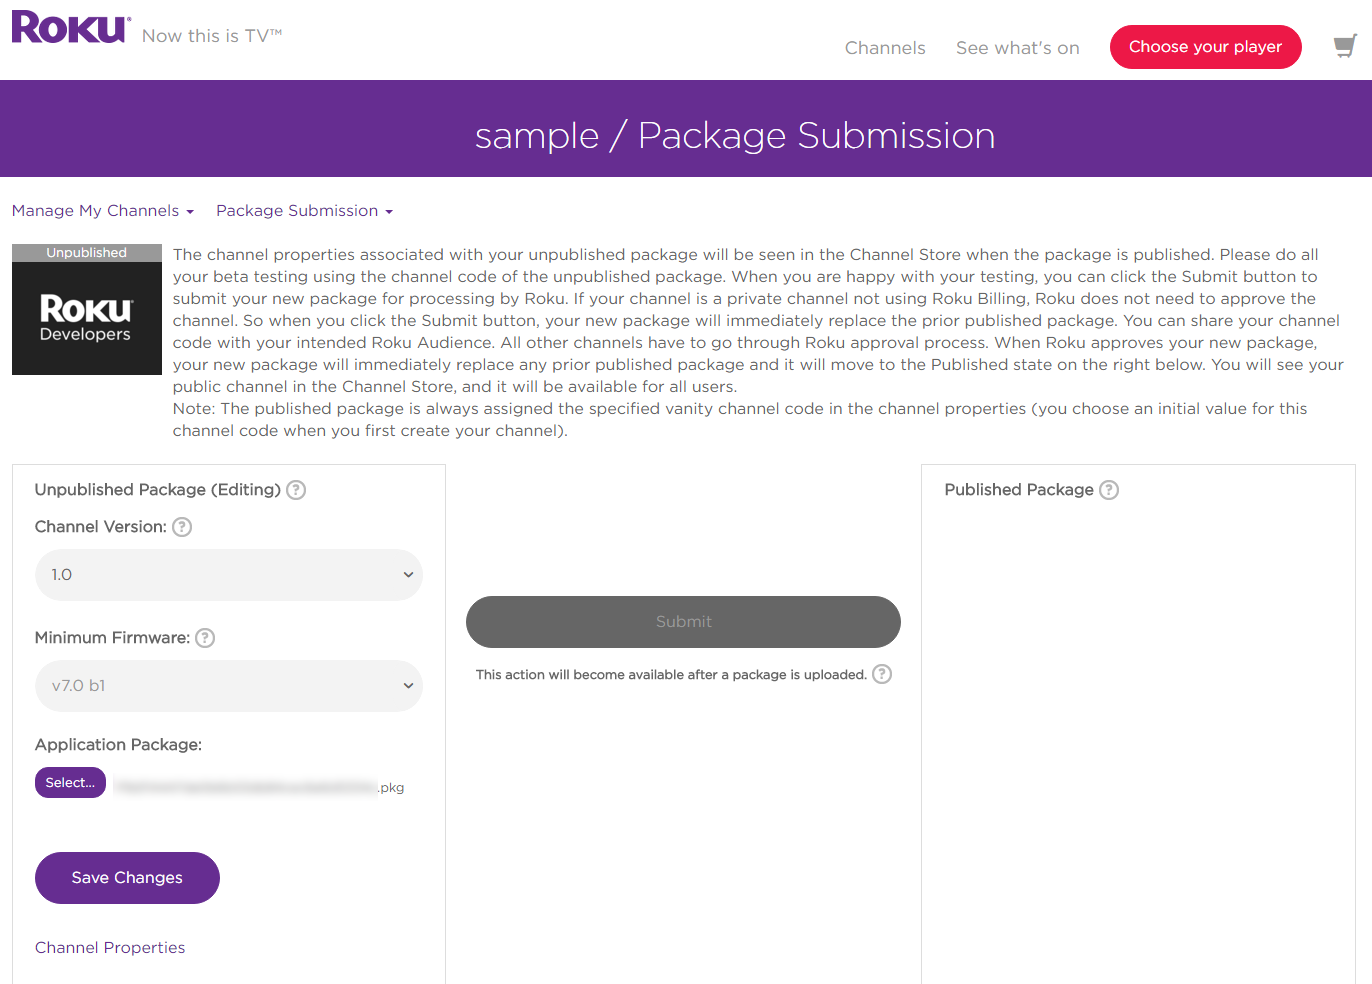 ROKU®
Now this is TV™
Channels
See what's on
Choose your player
sample / Package Submission
Manage My Channels
Package Submission
Unpublished
ROKU
Developers
The channel properties associated with your unpublished package will be seen in the Channel Store when the package is published. Please do all
your beta testing using the channel code of the unpublished package. When you are happy with your testing, you can click the Submit button to
submit your new package for processing by Roku. If your channel is a private channel not using Roku Billing, Roku does not need to approve the
channel. So when you click the Submit button, your new package will immediately replace the prior published package. You can share your channel
code with your intended Roku Audience. All other channels have to go through Roku approval process. When Roku approves your new package,
your new package will immediately replace any prior published package and it will move to the Published state on the right below. You will see your
public channel in the Channel Store, and it will be available for all users.
Note: The published package is always assigned the specified vanity channel code in the channel properties (you choose an initial value for this
channel code when you first create your channel).
Unpublished Package (Editing) ?
Channel Version: ?
1.0
Minimum Firmware: ?
v7.0 b1
Application Package:
Select...
.pkg
Save Changes
Channel Properties
Submit
This action will become available after a package is uploaded. ?
Published Package ?